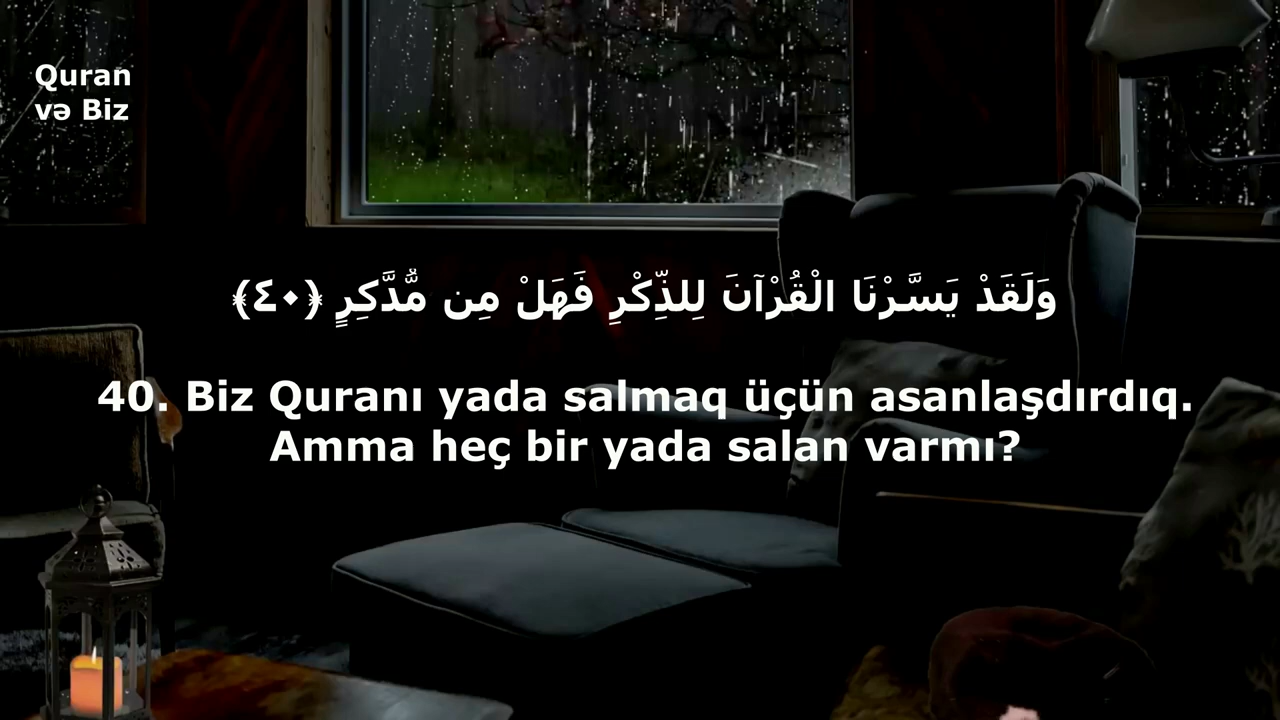 Quran
və Biz
وَلَقَدْ يَسَّرْنَا الْقُرْآنَ لِلذِّكْرِ فَهَلْ مِن مُّدَّكِرٍ ﴿٤٠﴾
40. Biz Quranı yada salmaq üçün asanlaşdırdıq.
Amma heç bir yada salan varmı?